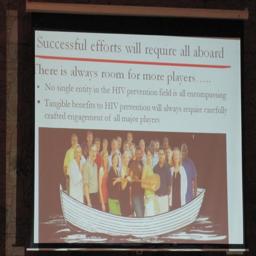 Successful efforts will require all aboard
There is always room for more players.....
• No single entity in the HIV prevention field is all encompassing
• Tangible benefits to HIV prevention will always require carefully
crafted engagement of all major players